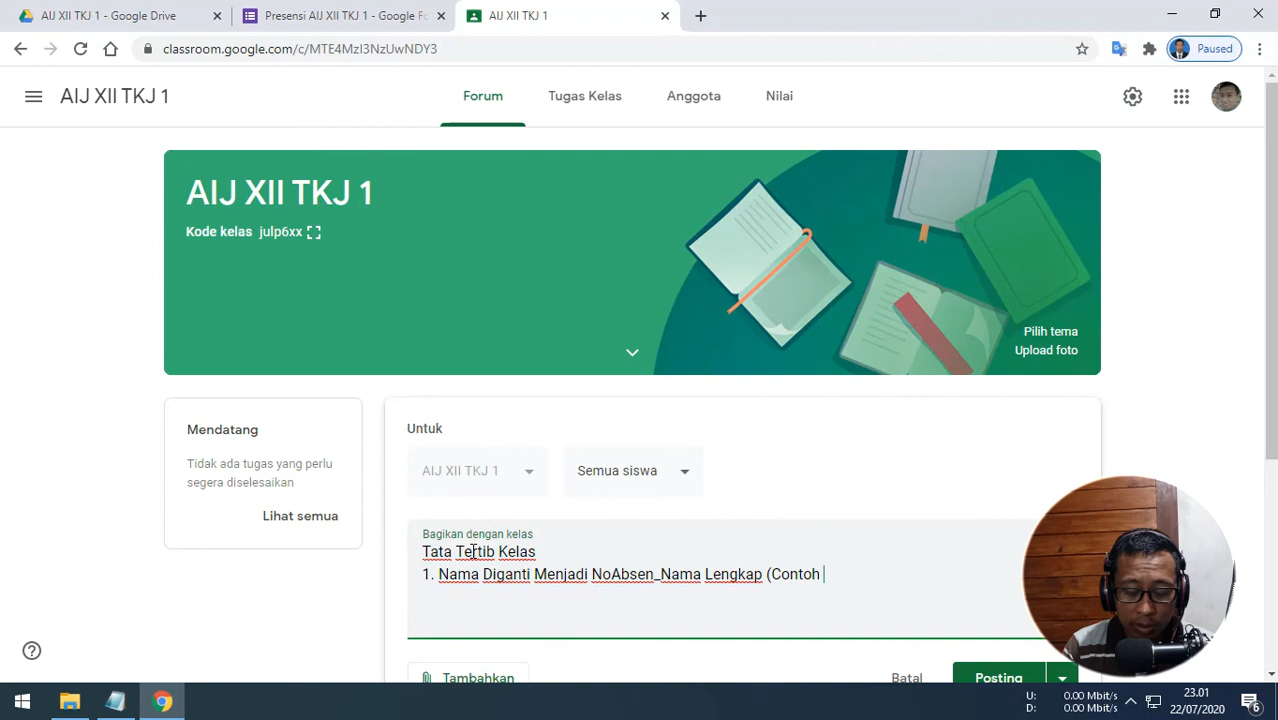 AIJ XII TKJ 1 - Google Drive
Presensi AIJ XII TKJ 1 - Google Fo
AIJ XII TKJ 1
classroom.google.com/c/MTE4MzI3NzUwNDY3
Paused
AIJ XII TKJ 1
Forum
Tugas Kelas
Anggota
Nilai
AIJ XII TKJ 1
Kode kelas julp6xx
Pilih tema
Upload foto
Mendatang
Tidak ada tugas yang perlu
segera diselesaikan
Lihat semua
Untuk
AIJ XII TKJ 1
Semua siswa
Bagikan dengan kelas
Tata Tertib Kelas
1. Nama Diganti Menjadi NoAbsen_Nama Lengkap (Contoh
Tambahkan
Batal
Posting
U: 0.00 Mbit/s
D: 0.00 Mbit/s
23.01
22/07/2020
6